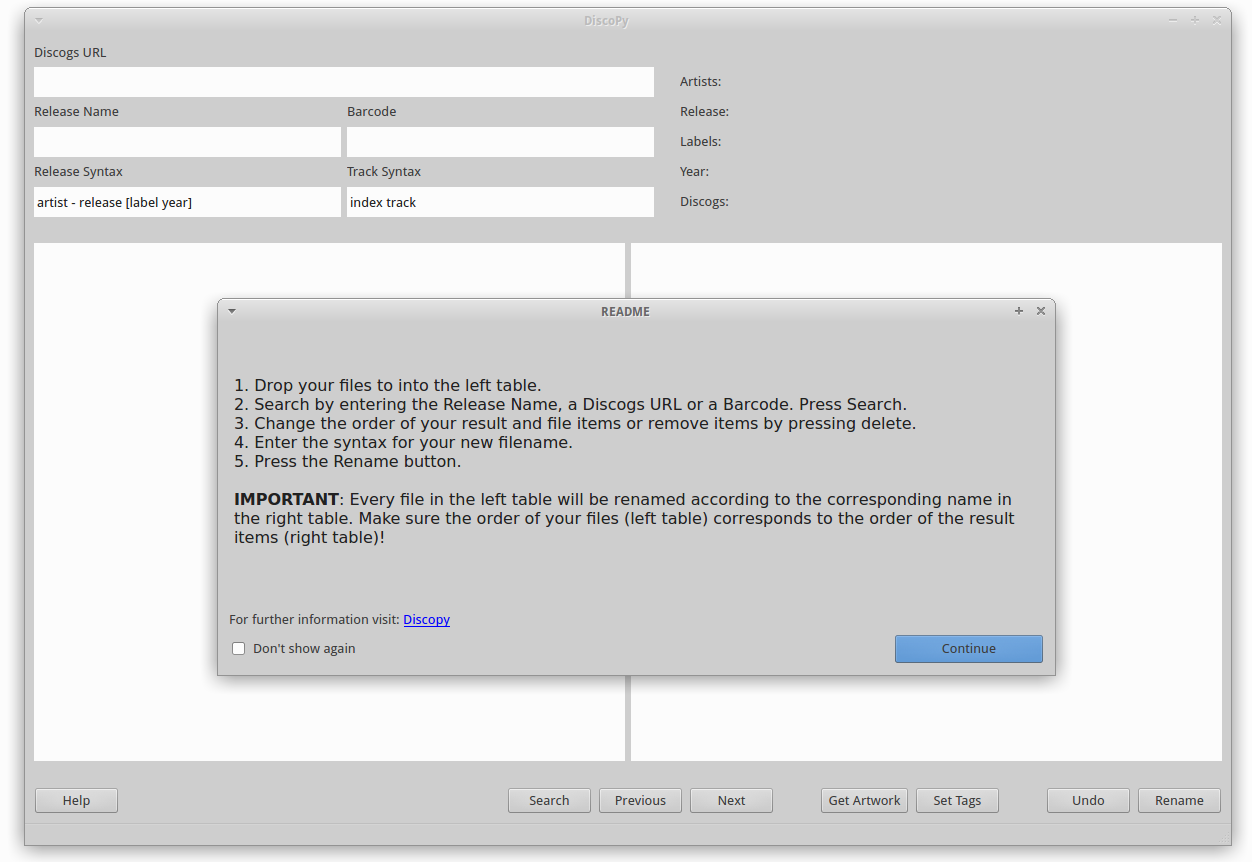 DiscoPy
Discogs URL
Artists:
Release Name
Barcode
Release:
Labels:
Release Syntax
Track Syntax
Year:
artist - release [label year]
index track
Discogs:
README
1. Drop your files to into the left table.
2. Search by entering the Release Name, a Discogs URL or a Barcode. Press Search.
3. Change the order of your result and file items or remove items by pressing delete.
4. Enter the syntax for your new filename.
5. Press the Rename button.
IMPORTANT: Every file in the left table will be renamed according to the corresponding name in
the right table. Make sure the order of your files (left table) corresponds to the order of the result
items (right table)!
For further information visit: Discopy
Don't show again
Continue
Help
Search
Previous
Next
Get Artwork
Set Tags
Undo
Rename